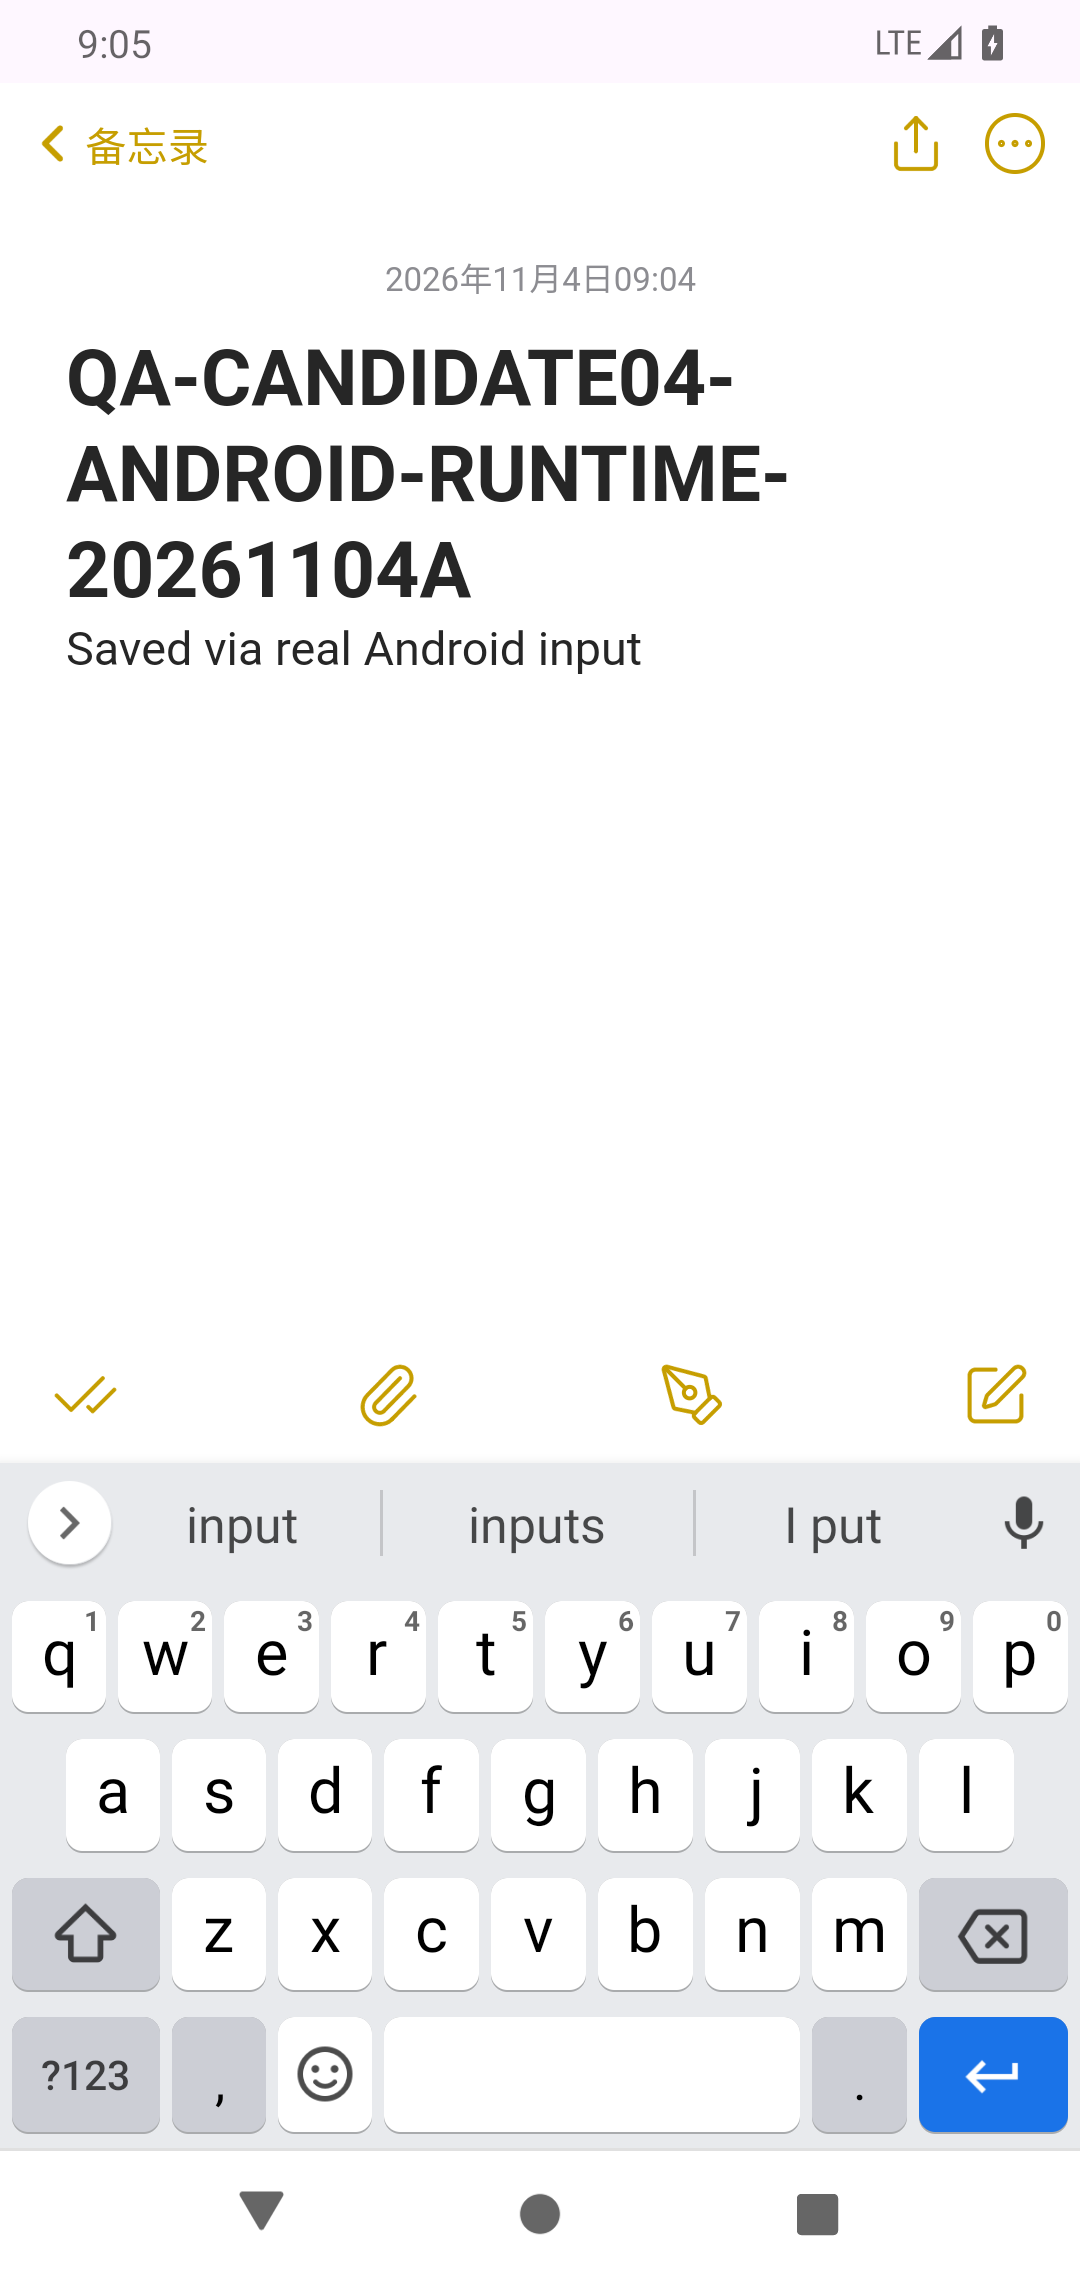 9:05 LTE
备忘录
2026年11月4日09:04
QA-CANDIDATE04-
ANDROID-RUNTIME-
20261104A
Saved via real Android input
input inputs I put
1 2 3 4 5 6 7 8 9 0
q w e r t y u i o p
a s d f g h j k l
z x c v b n m
?123 , .